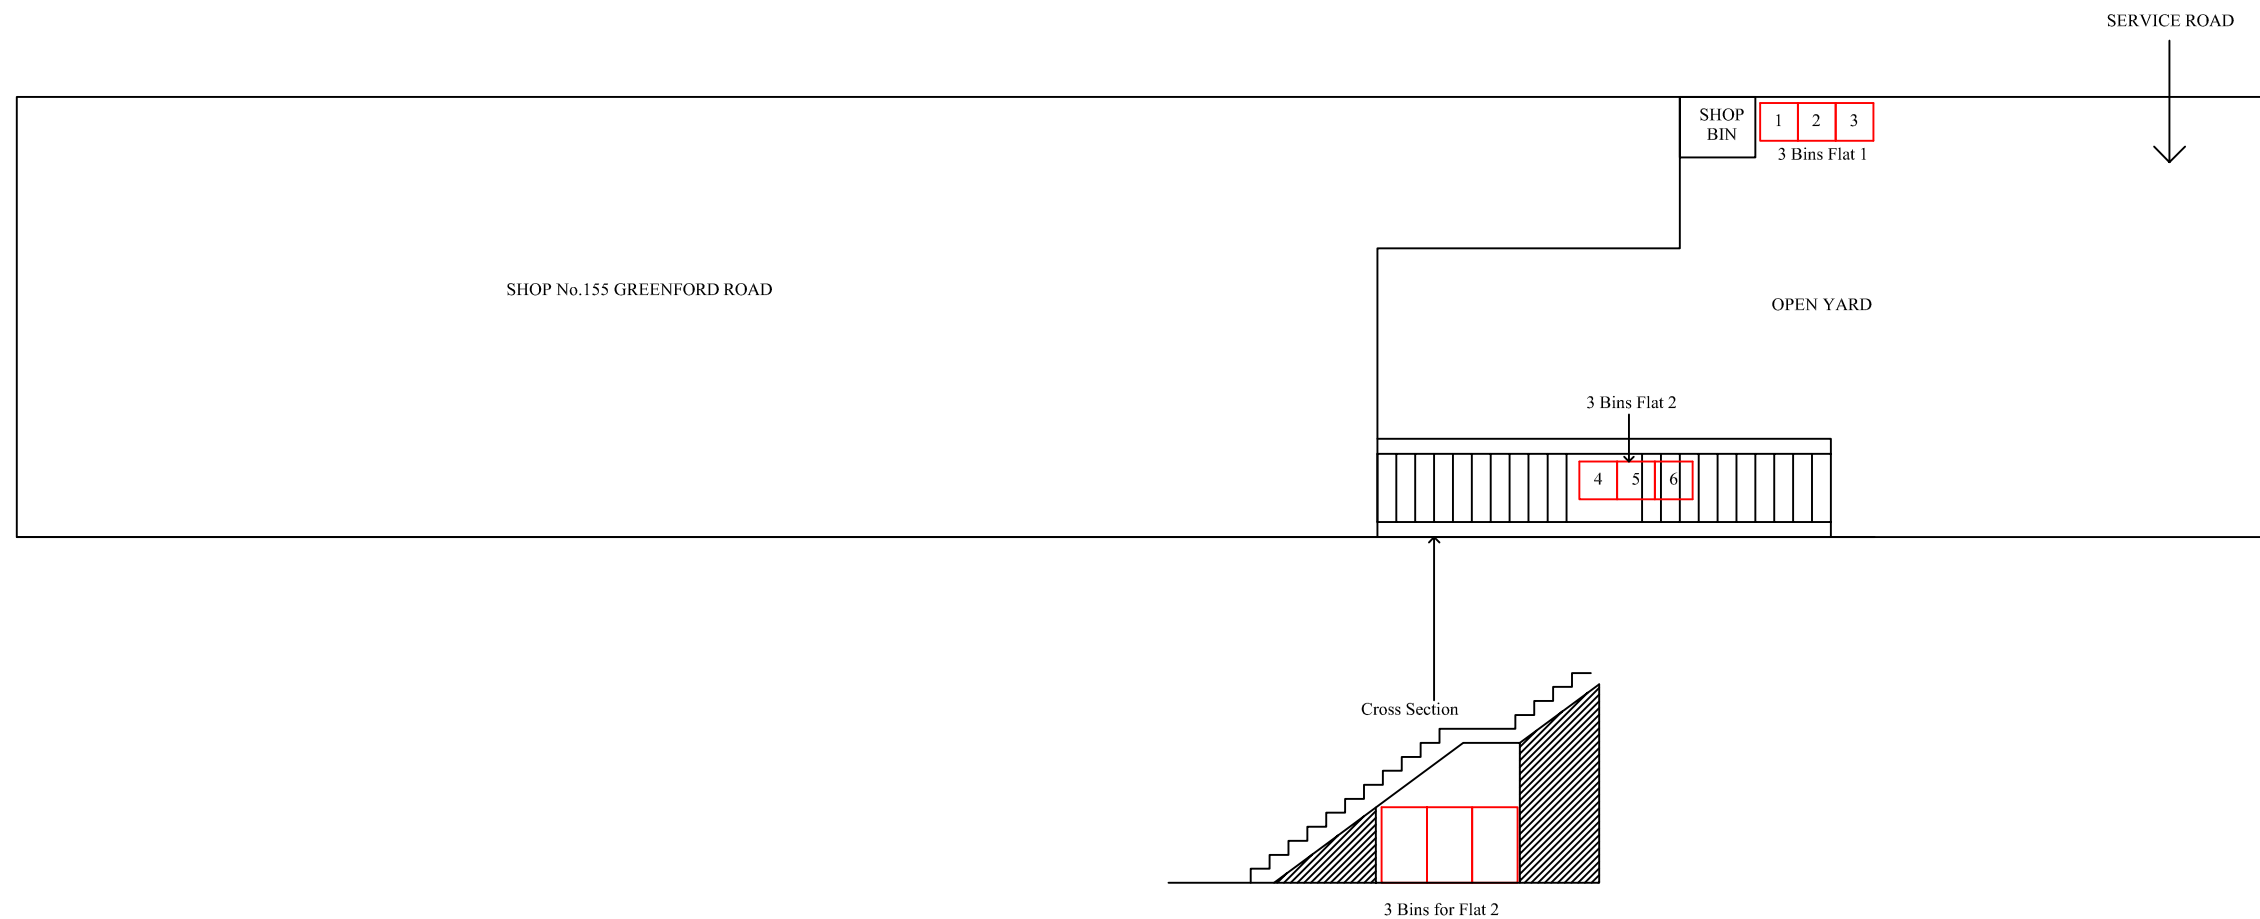 SERVICE ROAD
SHOP
BIN
1 2 3
3 Bins Flat 1
SHOP No.155 GREENFORD ROAD
OPEN YARD
3 Bins Flat 2
4 5 6
Cross Section
3 Bins for Flat 2